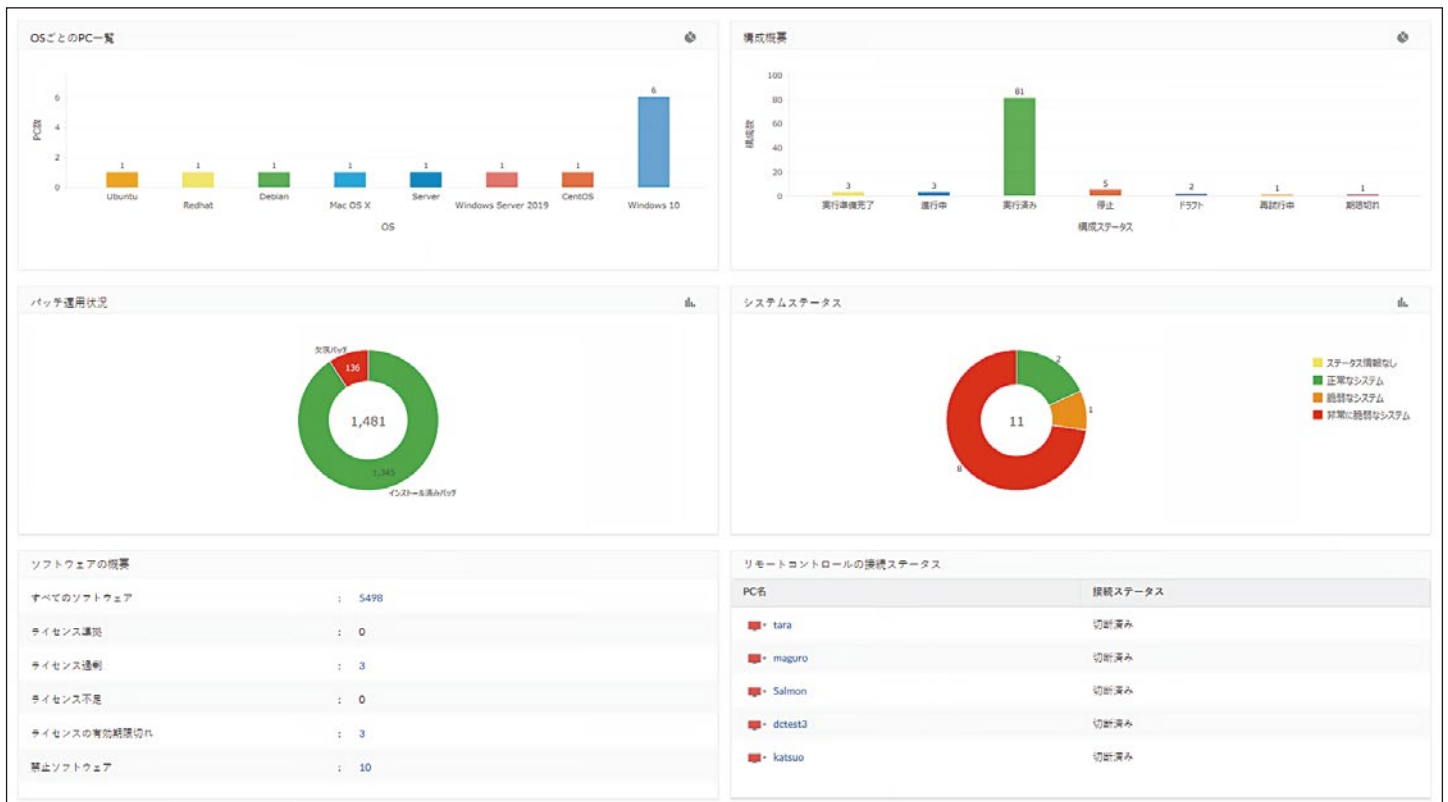 OSごとのPC一覧
PC数
6
4
2
0
1
1
1
1
1
1
1
6
Ubuntu
Redhat
Debian
Mac OS X
Server
Windows Server 2019
CentOS
Windows 10
OS
構成概要
構成数
100
80
60
40
20
0
3
3
81
5
2
1
1
実行準備完了
進行中
実行済み
停止
ドラフト
再試行中
期限切れ
構成ステータス
パッチ適用状況
欠落パッチ
136
1,481
1,345
インストール済みパッチ
システムステータス
2
1
11
8
ステータス情報なし
正常なシステム
脆弱なシステム
非常に脆弱なシステム
ソフトウェアの概要
すべてのソフトウェア : 5498
ライセンス準拠 : 0
ライセンス過剰 : 3
ライセンス不足 : 0
ライセンスの有効期限切れ : 3
禁止ソフトウェア : 10
リモートコントロールの接続ステータス
PC名 接続ステータス
tara 切断済み
maguro 切断済み
Salmon 切断済み
dctest3 切断済み
katsuo 切断済み